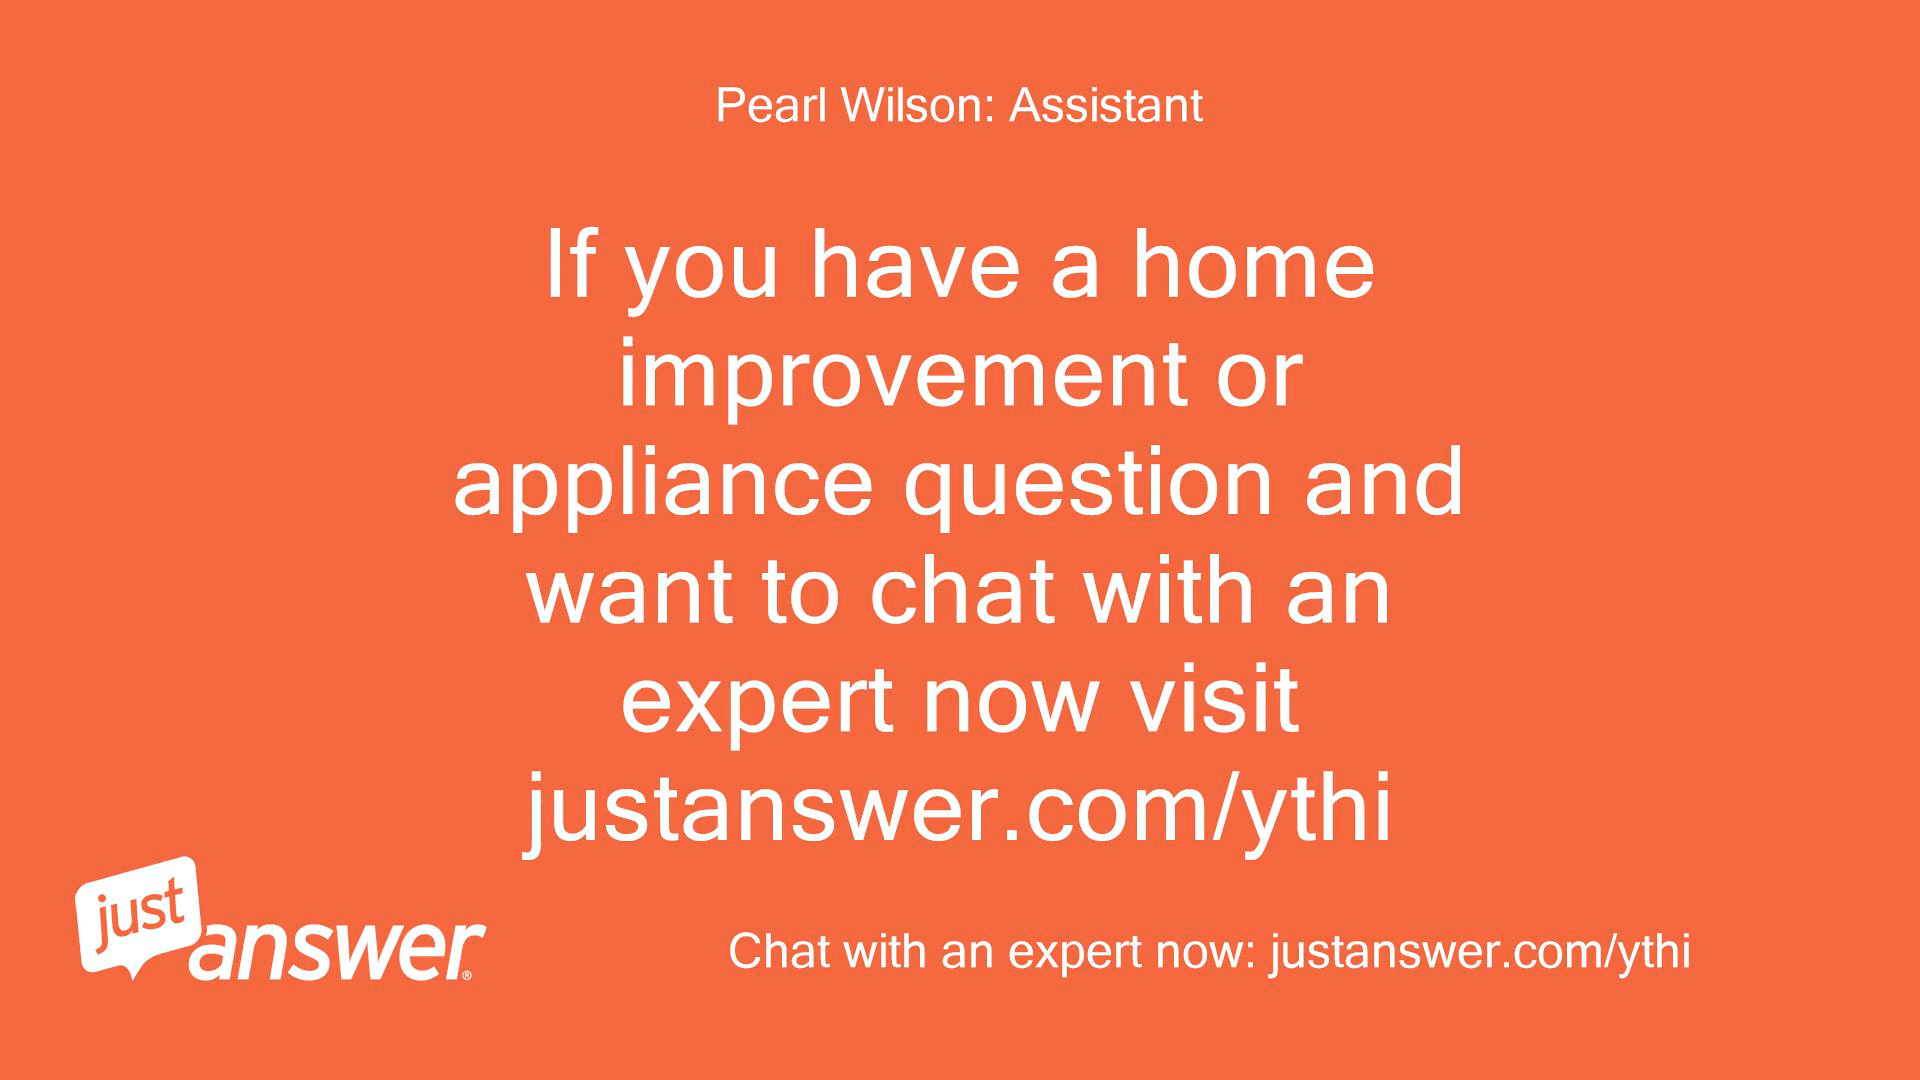 Pearl Wilson: Assistant
If you have a home
improvement or
appliance question and
want to chat with an
expert now visit
justanswer.com/ythi
just
answer®
Chat with an expert now: justanswer.com/ythi